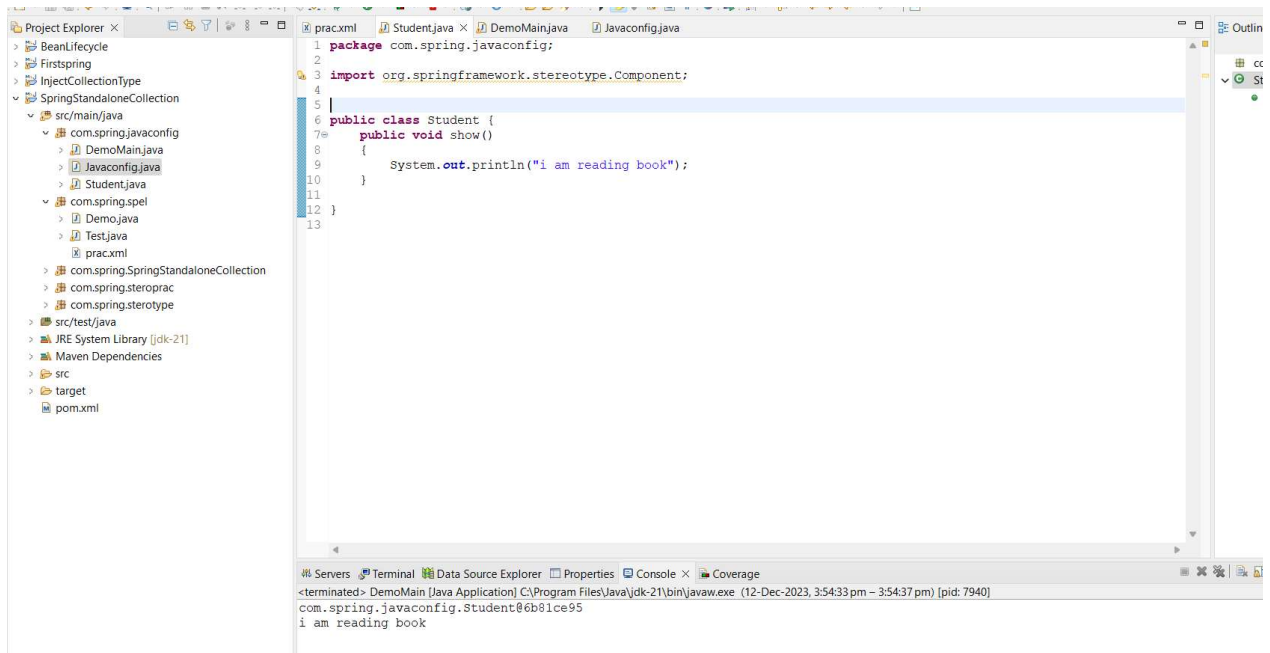 Project Explorer
BeanLifecycle
Firstspring
InjectCollectionType
SpringStandaloneCollection
src/main/java
com.spring.javaconfig
DemoMain.java
Javaconfig.java
Student.java
com.spring.spel
Demo.java
Test.java
prac.xml
com.spring.SpringStandaloneCollection
com.spring.steroprac
com.spring.sterotype
src/test/java
JRE System Library [jdk-21]
Maven Dependencies
src
target
pom.xml
prac.xml Student.java DemoMain.java Javaconfig.java
1 package com.spring.javaconfig;
2
3 import org.springframework.stereotype.Component;
4
5
6 public class Student {
7 public void show()
8 {
9 System.out.println("i am reading book");
10 }
11
12 }
13
Servers Terminal Data Source Explorer Properties Console Coverage
<terminated> DemoMain [Java Application] C:\Program Files\Java\jdk-21\bin\javaw.exe (12-Dec-2023, 3:54:33 pm – 3:54:37 pm) [pid: 7940]
com.spring.javaconfig.Student@6b81ce95
i am reading book